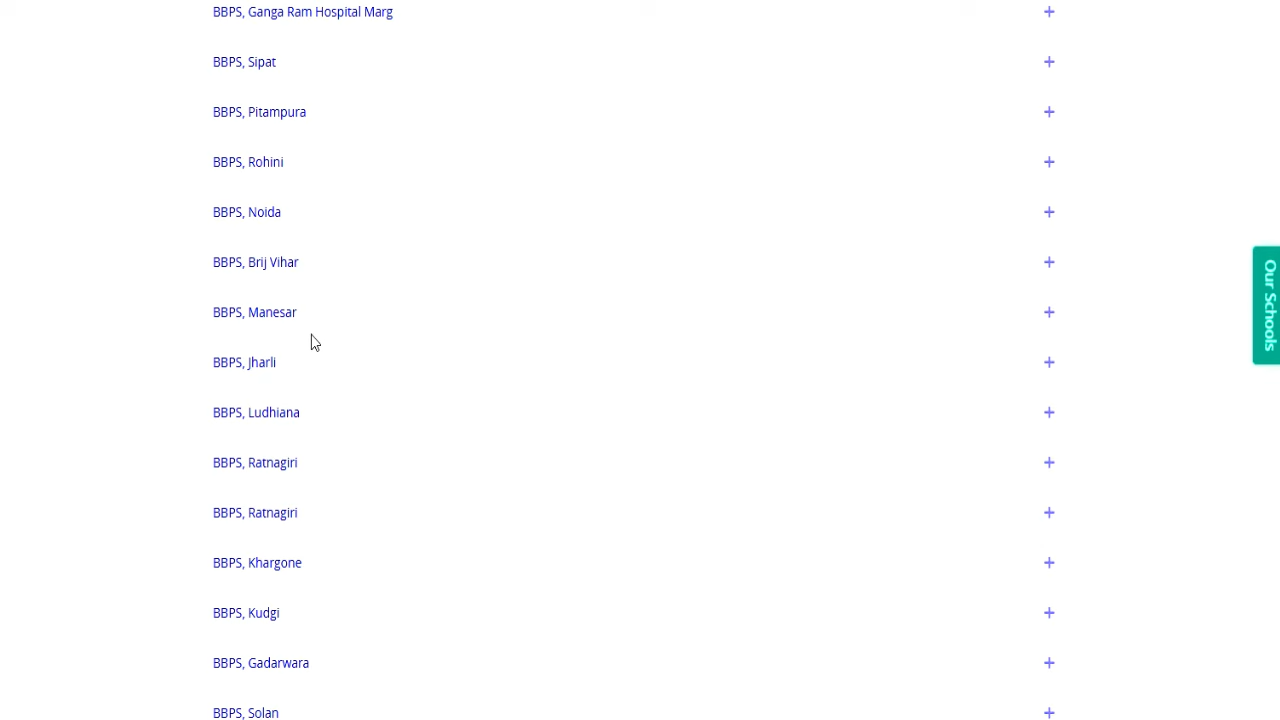 BBPS, Ganga Ram Hospital Marg +
BBPS, Sipat +
BBPS, Pitampura +
BBPS, Rohini +
BBPS, Noida +
BBPS, Brij Vihar +
BBPS, Manesar +
BBPS, Jharli +
BBPS, Ludhiana +
BBPS, Ratnagiri +
BBPS, Ratnagiri +
BBPS, Khargone +
BBPS, Kudgi +
BBPS, Gadarwara +
BBPS, Solan +
Our Schools